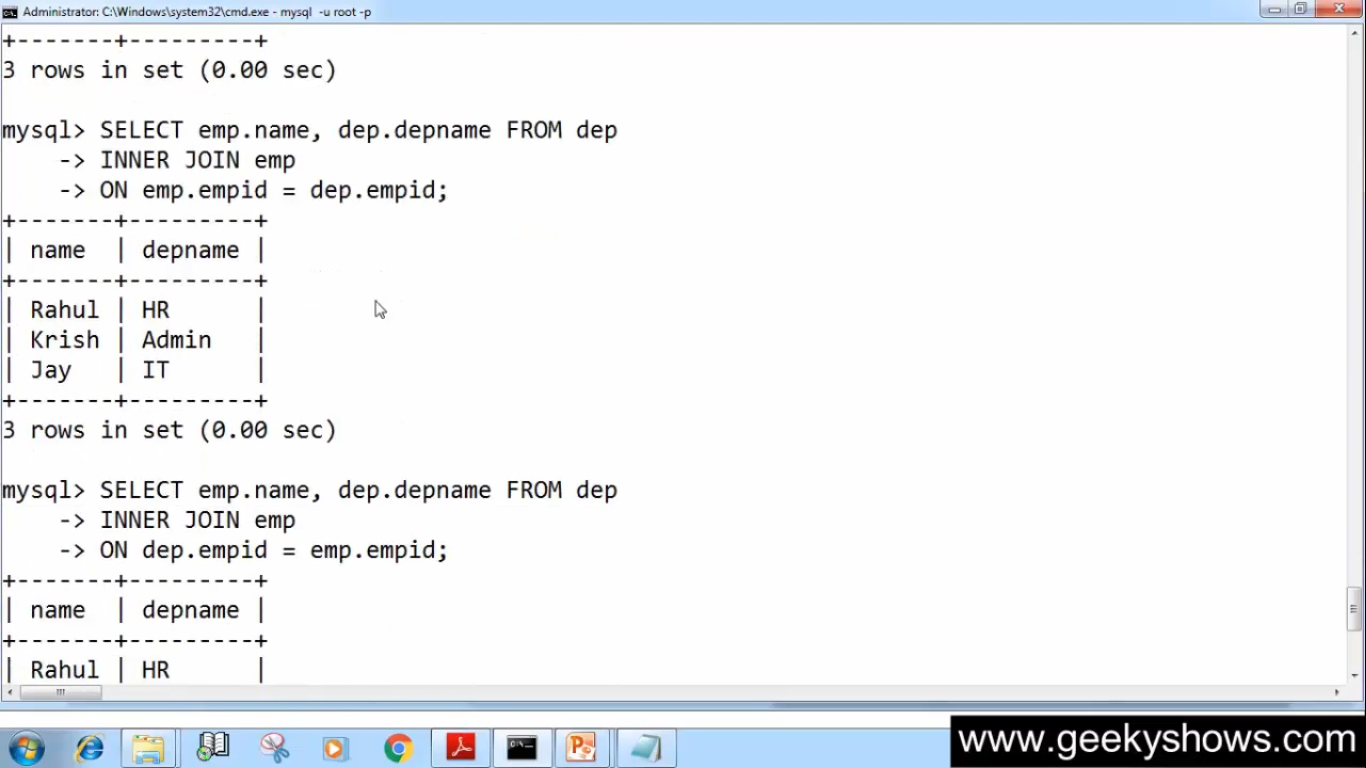 Administrator: C:\Windows\system32\cmd.exe - mysql  -u root -p
+-------+---------+
3 rows in set (0.00 sec)
mysql> SELECT emp.name, dep.depname FROM dep
    -> INNER JOIN emp
    -> ON emp.empid = dep.empid;
+-------+---------+
| name  | depname |
+-------+---------+
| Rahul | HR      |
| Krish | Admin   |
| Jay   | IT      |
+-------+---------+
3 rows in set (0.00 sec)
mysql> SELECT emp.name, dep.depname FROM dep
    -> INNER JOIN emp
    -> ON dep.empid = emp.empid;
+-------+---------+
| name  | depname |
+-------+---------+
| Rahul | HR      |
www.geekyshows.com